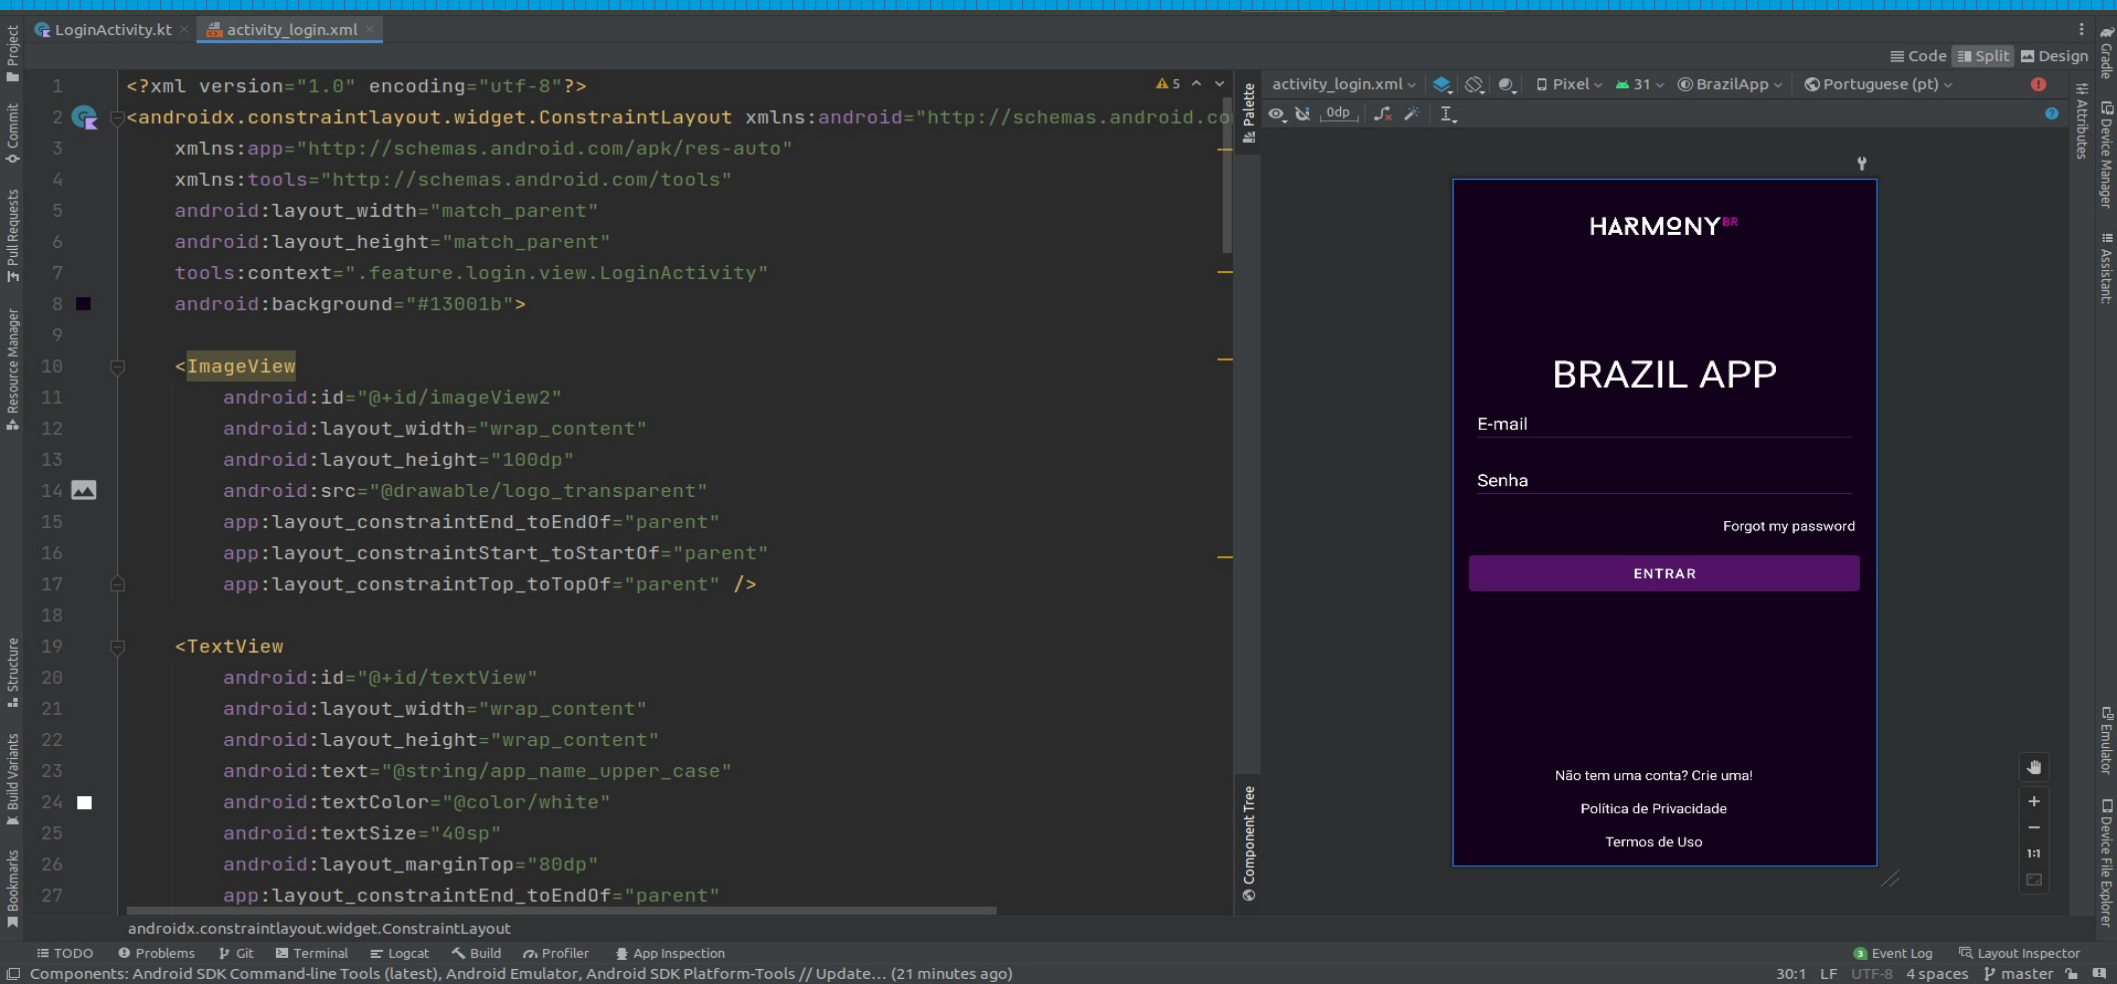 LoginActivity.kt
activity_login.xml
Code
Split
Design
Project
Commit
Pull Requests
Resource Manager
Structure
Build Variants
Bookmarks
1 <?xml version="1.0" encoding="utf-8"?>
2 <androidx.constraintlayout.widget.ConstraintLayout xmlns:android="http://schemas.android.co
3 xmlns:app="http://schemas.android.com/apk/res-auto"
4 xmlns:tools="http://schemas.android.com/tools"
5 android:layout_width="match_parent"
6 android:layout_height="match_parent"
7 tools:context=".feature.login.view.LoginActivity"
8 android:background="#13001b">
9
10 <ImageView
11 android:id="@+id/imageView2"
12 android:layout_width="wrap_content"
13 android:layout_height="100dp"
14 android:src="@drawable/logo_transparent"
15 app:layout_constraintEnd_toEndOf="parent"
16 app:layout_constraintStart_toStartOf="parent"
17 app:layout_constraintTop_toTopOf="parent" />
18
19 <TextView
20 android:id="@+id/textView"
21 android:layout_width="wrap_content"
22 android:layout_height="wrap_content"
23 android:text="@string/app_name_upper_case"
24 android:textColor="@color/white"
25 android:textSize="40sp"
26 android:layout_marginTop="80dp"
27 app:layout_constraintEnd_toEndOf="parent"
5
Palette
Component Tree
activity_login.xml
Pixel
31
BrazilApp
Portuguese (pt)
0dp
HARMONY BR
BRAZIL APP
E-mail
Senha
Forgot my password
ENTRAR
Não tem uma conta? Crie uma!
Política de Privacidade
Termos de Uso
1:1
Attributes
Gradle
Device Manager
Assistant:
Emulator
Device File Explorer
androidx.constraintlayout.widget.ConstraintLayout
TODO
Problems
Git
Terminal
Logcat
Build
Profiler
App Inspection
3 Event Log
Layout Inspector
Components: Android SDK Command-line Tools (latest), Android Emulator, Android SDK Platform-Tools // Update... (21 minutes ago)
30:1 LF UTF-8 4 spaces master